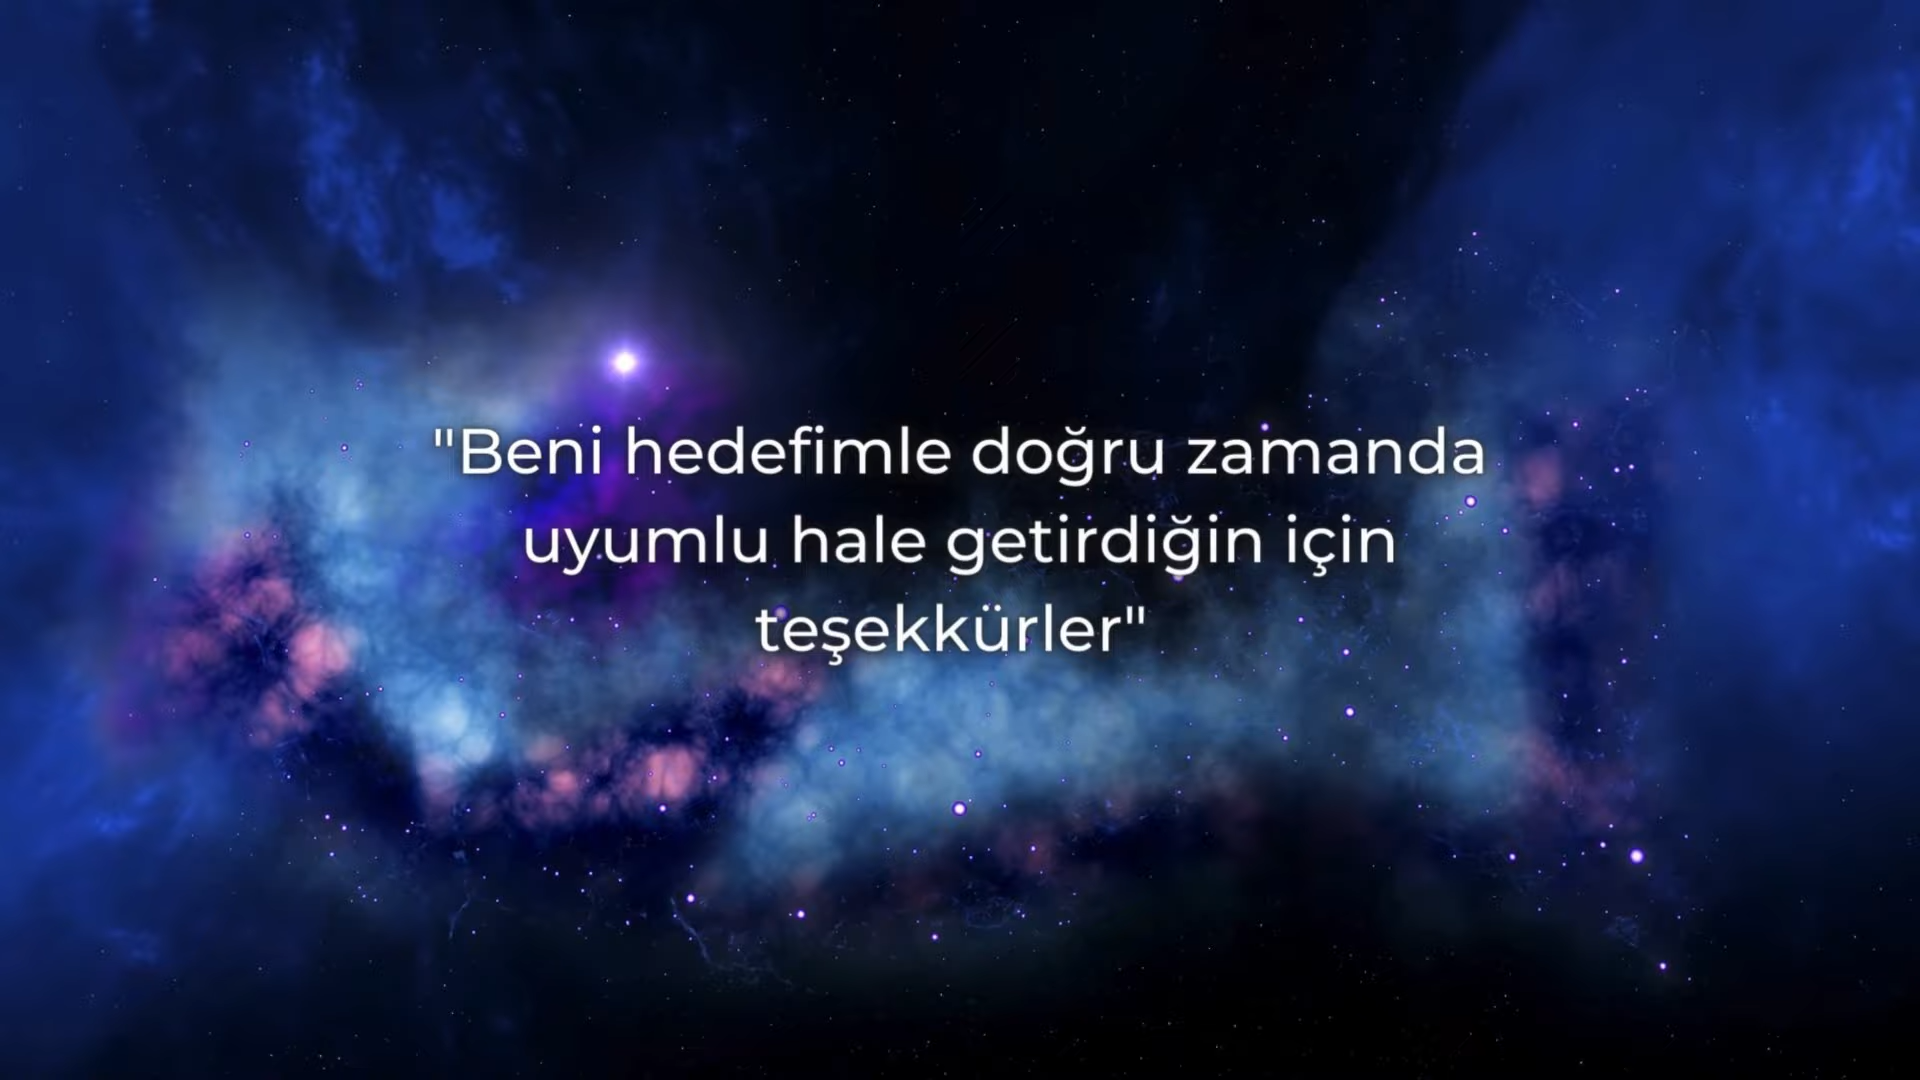 "Beni hedefimle doğru zamanda
uyumlu hale getirdiğin için
teşekkürler"